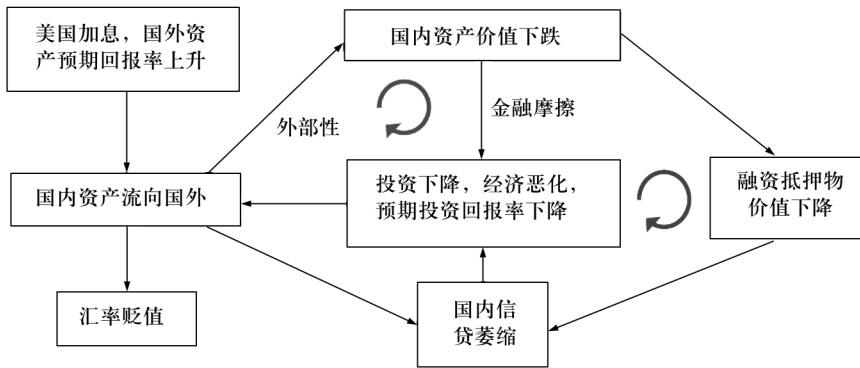 美国加息，国外资
产预期回报率上升
国内资产价值下跌
外部性
金融摩擦
国内资产流向国外
投资下降，经济恶化，
预期投资回报率下降
融资抵押物
价值下降
汇率贬值
国内信
贷萎缩